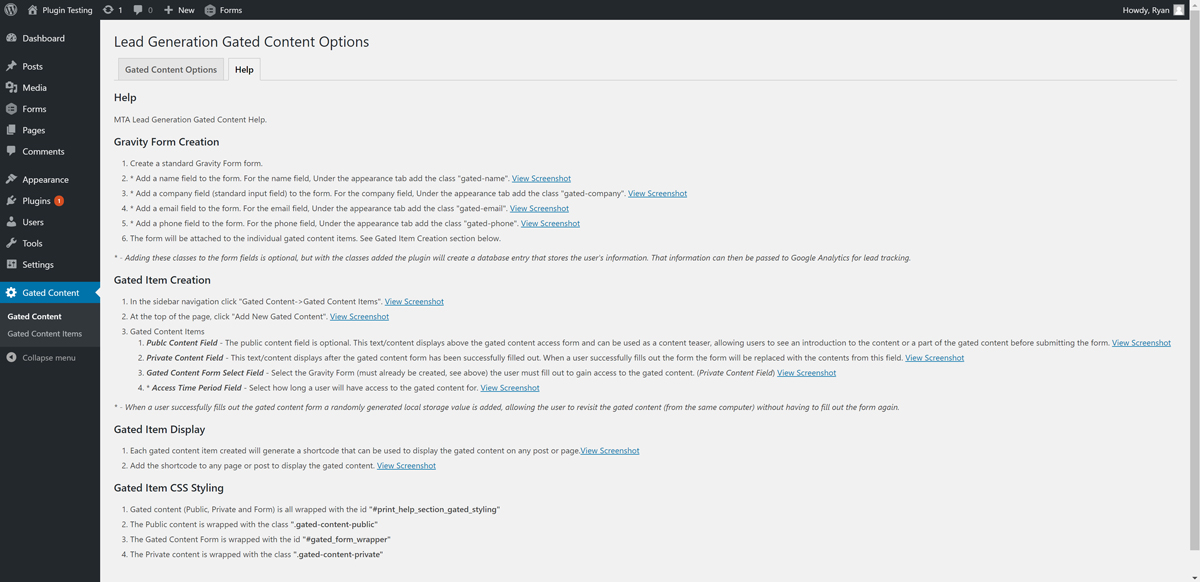 Plugin Testing 1 0 New Forms Howdy, Ryan
Dashboard
Posts
Media
Forms
Pages
Comments
Appearance
Plugins 1
Users
Tools
Settings
Gated Content
Gated Content
Gated Content Items
Collapse menu
Lead Generation Gated Content Options
Gated Content Options Help
Help
MTA Lead Generation Gated Content Help.
Gravity Form Creation
1. Create a standard Gravity Form form.
2. * Add a name field to the form. For the name field, Under the appearance tab add the class "gated-name". View Screenshot
3. * Add a company field (standard input field) to the form. For the company field, Under the appearance tab add the class "gated-company". View Screenshot
4. * Add a email field to the form. For the email field, Under the appearance tab add the class "gated-email". View Screenshot
5. * Add a phone field to the form. For the phone field, Under the appearance tab add the class "gated-phone". View Screenshot
6. The form will be attached to the individual gated content items. See Gated Item Creation section below.
* - Adding these classes to the form fields is optional, but with the classes added the plugin will create a database entry that stores the user's information. That information can then be passed to Google Analytics for lead tracking.
Gated Item Creation
1. In the sidebar navigation click "Gated Content->Gated Content Items". View Screenshot
2. At the top of the page, click "Add New Gated Content". View Screenshot
3. Gated Content Items
1. Publc Content Field - The public content field is optional. This text/content displays above the gated content access form and can be used as a content teaser, allowing users to see an introduction to the content or a part of the gated content before submitting the form. View Screenshot
2. Private Content Field - This text/content displays after the gated content form has been successfully filled out. When a user successfully fills out the form the form will be replaced with the contents from this field. View Screenshot
3. Gated Content Form Select Field - Select the Gravity Form (must already be created, see above) the user must fill out to gain access to the gated content. (Private Content Field) View Screenshot
4. * Access Time Period Field - Select how long a user will have access to the gated content for. View Screenshot
* - When a user successfully fills out the gated content form a randomly generated local storage value is added, allowing the user to revisit the gated content (from the same computer) without having to fill out the form again.
Gated Item Display
1. Each gated content item created will generate a shortcode that can be used to display the gated content on any post or page.View Screenshot
2. Add the shortcode to any page or post to display the gated content. View Screenshot
Gated Item CSS Styling
1. Gated content (Public, Private and Form) is all wrapped with the id "#print_help_section_gated_styling"
2. The Public content is wrapped with the class ".gated-content-public"
3. The Gated Content Form is wrapped with the id "#gated_form_wrapper"
4. The Private content is wrapped with the class ".gated-content-private"